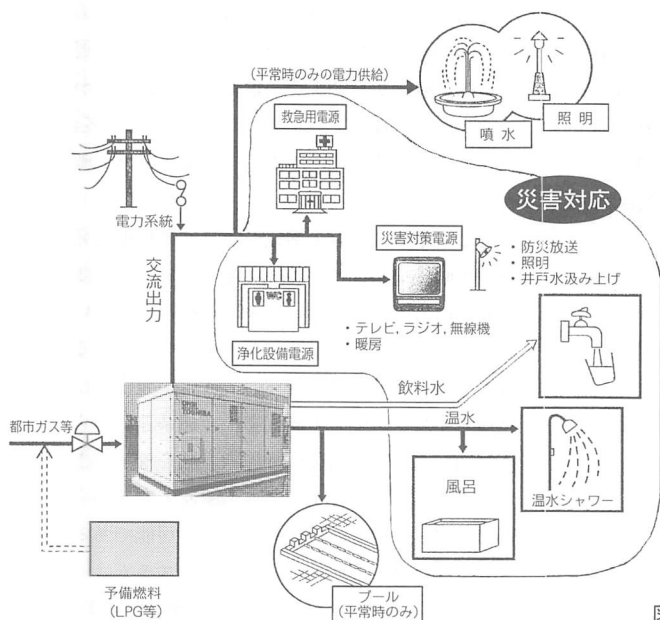 (平常時のみの電力供給)
噴水
照明
救急用電源
災害対応
電力系統
災害対策電源
・防災放送
・照明
・井戸水汲み上げ
交流出力
WC
浄化設備電源
・テレビ，ラジオ，無線機
・暖房
飲料水
都市ガス等
TOSHIBA
温水
風呂
温水シャワー
予備燃料
(LPG等)
プール
(平常時のみ)